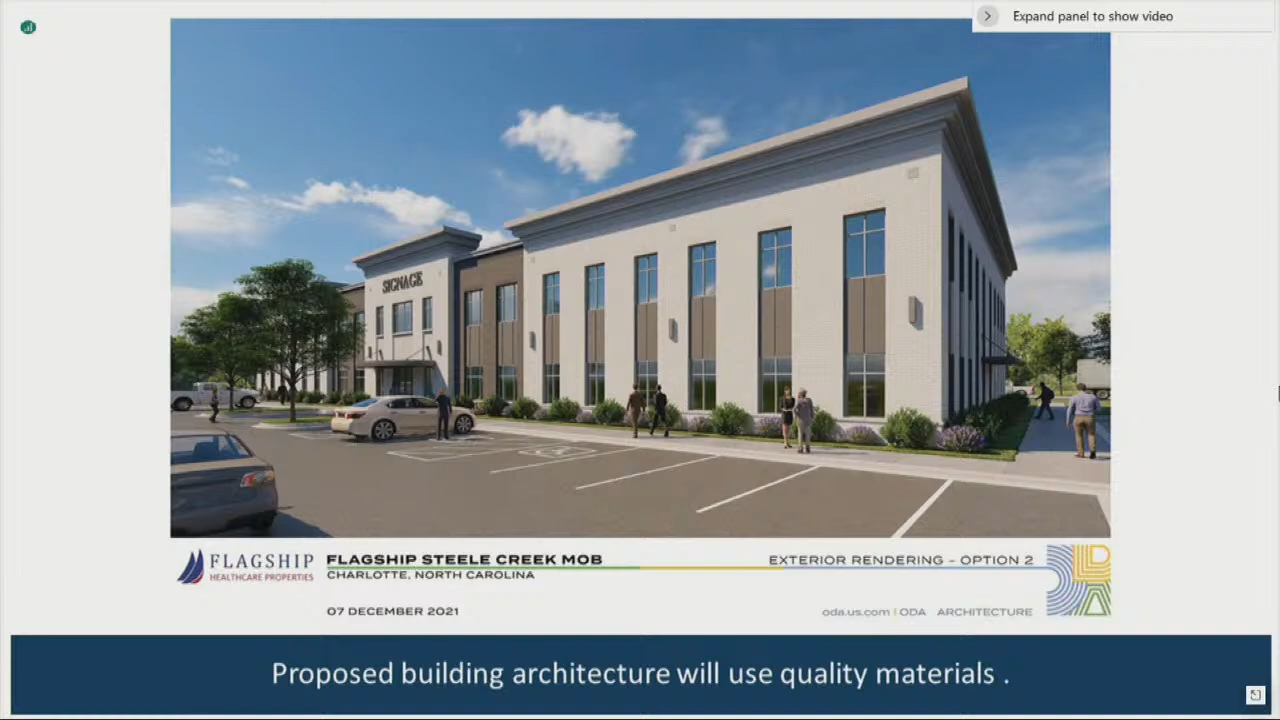 Expand panel to show video
SIGNAGE
FLAGSHIP
HEALTHCARE PROPERTIES
FLAGSHIP STEELE CREEK MOB
CHARLOTTE, NORTH CAROLINA
07 DECEMBER 2021
EXTERIOR RENDERING - OPTION 2
oda.us.com | ODA ARCHITECTURE
Proposed building architecture will use quality materials .